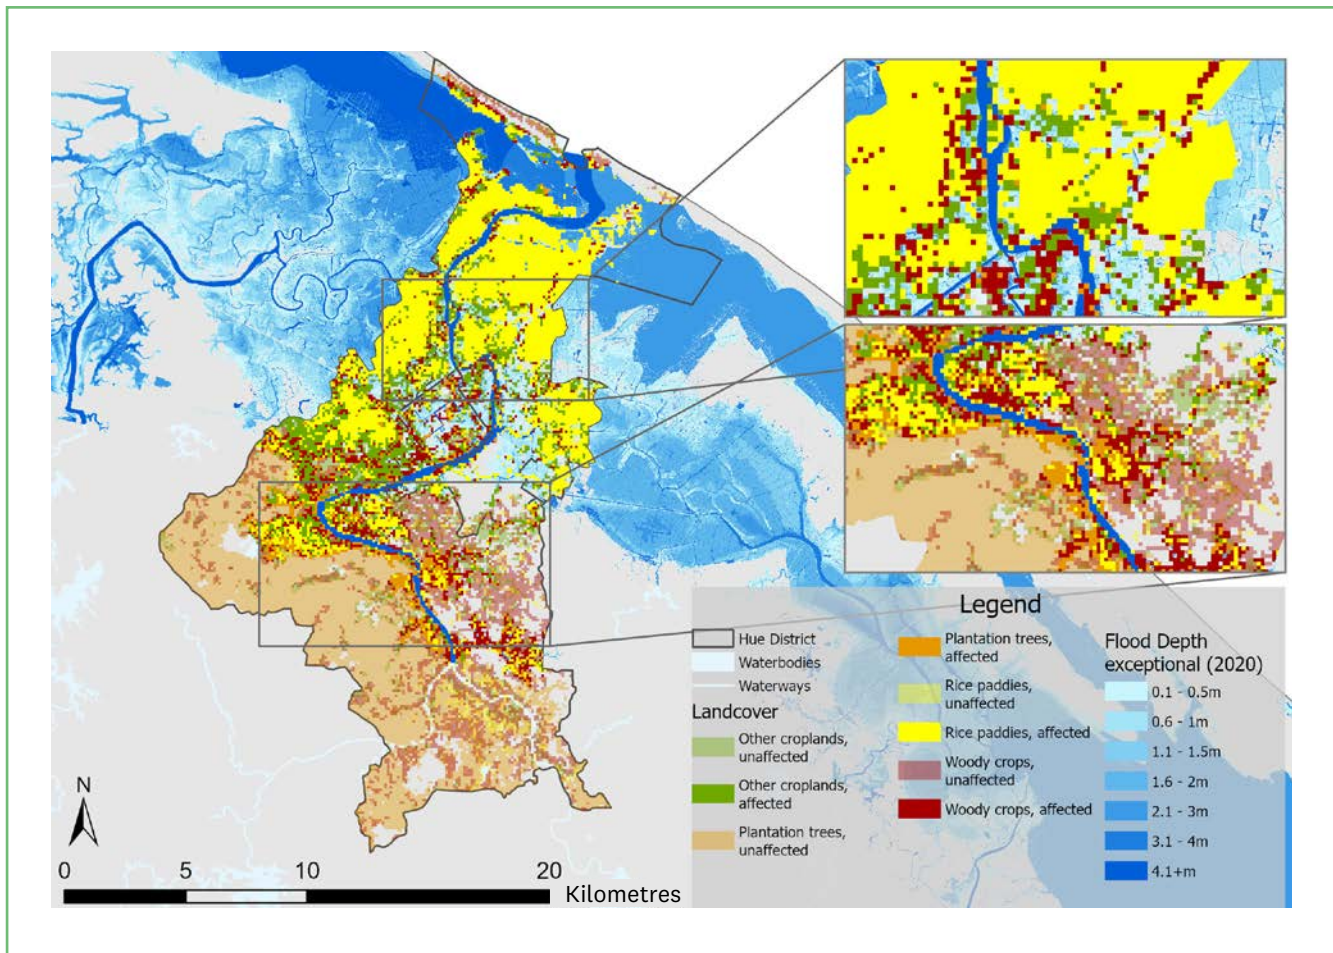 Legend
Hue District
Waterbodies
Waterways
Landcover
Other croplands,
unaffected
Other croplands,
affected
Plantation trees,
unaffected
Plantation trees,
affected
Rice paddies,
unaffected
Rice paddies, affected
Woody crops,
unaffected
Woody crops, affected
Flood Depth
exceptional (2020)
0.1 - 0.5m
0.6 - 1m
1.1 - 1.5m
1.6 - 2m
2.1 - 3m
3.1 - 4m
4.1+m
N
0 5 10 20
Kilometres